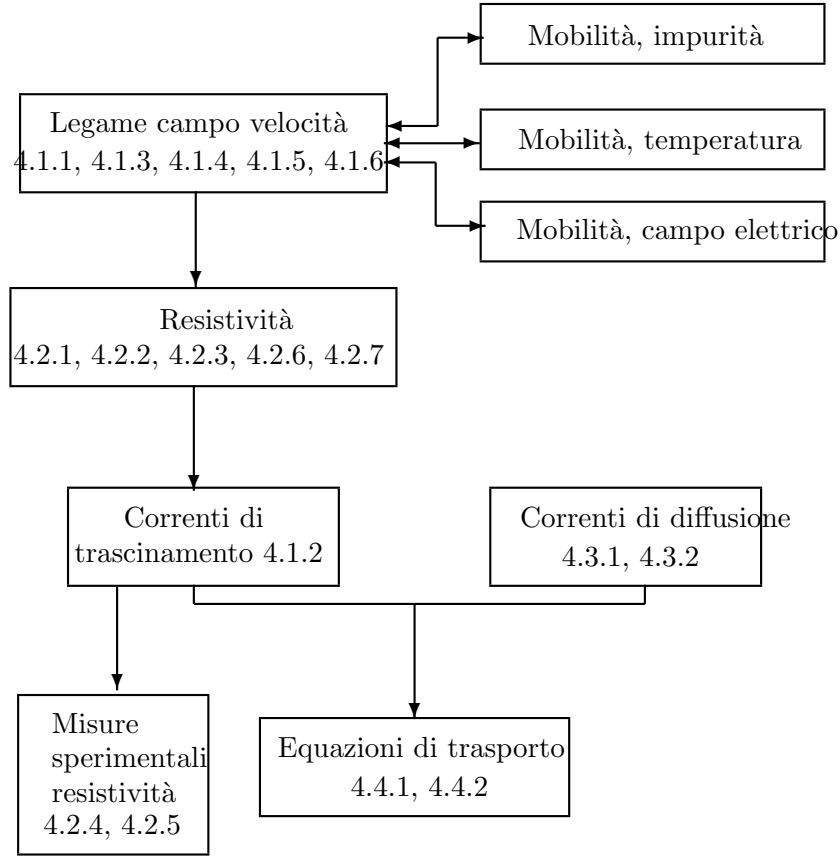 Mobilità, impurità
Legame campo velocità
4.1.1, 4.1.3, 4.1.4, 4.1.5, 4.1.6
Mobilità, temperatura
Mobilità, campo elettrico
Resistività
4.2.1, 4.2.2, 4.2.3, 4.2.6, 4.2.7
Correnti di
trascinamento 4.1.2
Correnti di diffusione
4.3.1, 4.3.2
Misure
sperimentali
resistività
4.2.4, 4.2.5
Equazioni di trasporto
4.4.1, 4.4.2